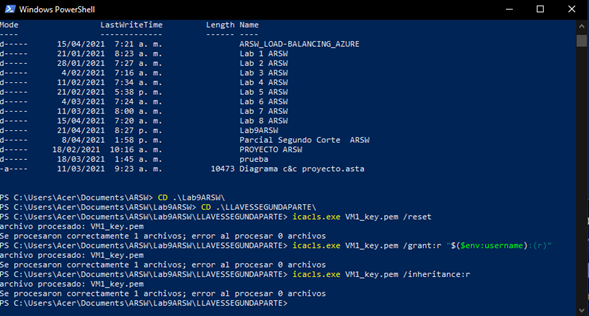 Windows PowerShell
Mode LastWriteTime Length Name
---- ------------- ------ ----
d----- 15/04/2021 7:21 a. m. ARSW_LOAD-BALANCING_AZURE
d----- 21/01/2021 8:23 a. m. Lab 1 ARSW
d----- 28/01/2021 7:27 a. m. Lab 2 ARSW
d----- 4/02/2021 7:16 a. m. Lab 3 ARSW
d----- 11/02/2021 7:34 a. m. Lab 4 ARSW
d----- 21/02/2021 5:38 p. m. Lab 5 ARSW
d----- 4/03/2021 7:24 a. m. Lab 6 ARSW
d----- 11/03/2021 8:00 a. m. Lab 7 ARSW
d----- 15/04/2021 7:20 a. m. Lab 8 ARSW
d----- 21/04/2021 8:27 p. m. Lab9ARSW
d----- 8/04/2021 1:58 p. m. Parcial Segundo Corte ARSW
d----- 18/02/2021 10:16 a. m. PROYECTO ARSW
d----- 18/03/2021 1:45 a. m. prueba
-a---- 11/03/2021 9:23 a. m. 10473 Diagrama c&c proyecto.asta
PS C:\Users\Acer\Documents\ARSW> CD .\Lab9ARSW\
PS C:\Users\Acer\Documents\ARSW\Lab9ARSW> CD .\LLAVESSEGUNDAPARTE\
PS C:\Users\Acer\Documents\ARSW\Lab9ARSW\LLAVESSEGUNDAPARTE> icacls.exe VM1_key.pem /reset
archivo procesado: VM1_key.pem
Se procesaron correctamente 1 archivos; error al procesar 0 archivos
PS C:\Users\Acer\Documents\ARSW\Lab9ARSW\LLAVESSEGUNDAPARTE> icacls.exe VM1_key.pem /grant:r "$($env:username):(r)"
archivo procesado: VM1_key.pem
Se procesaron correctamente 1 archivos; error al procesar 0 archivos
PS C:\Users\Acer\Documents\ARSW\Lab9ARSW\LLAVESSEGUNDAPARTE> icacls.exe VM1_key.pem /inheritance:r
archivo procesado: VM1_key.pem
Se procesaron correctamente 1 archivos; error al procesar 0 archivos
PS C:\Users\Acer\Documents\ARSW\Lab9ARSW\LLAVESSEGUNDAPARTE>